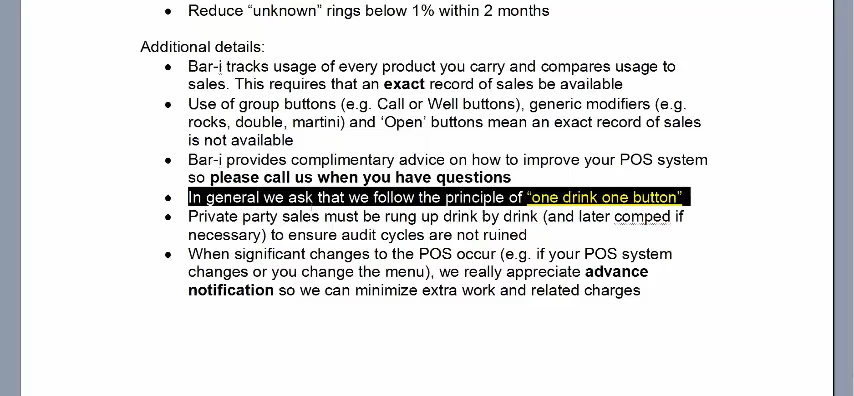 • Reduce “unknown” rings below 1% within 2 months
Additional details:
• Bar-i tracks usage of every product you carry and compares usage to
sales. This requires that an exact record of sales be available
• Use of group buttons (e.g. Call or Well buttons), generic modifiers (e.g.
rocks, double, martini) and ‘Open’ buttons mean an exact record of sales
is not available
• Bar-i provides complimentary advice on how to improve your POS system
so please call us when you have questions
• In general we ask that we follow the principle of “one drink one button”
• Private party sales must be rung up drink by drink (and later comped if
necessary) to ensure audit cycles are not ruined
• When significant changes to the POS occur (e.g. if your POS system
changes or you change the menu), we really appreciate advance
notification so we can minimize extra work and related charges